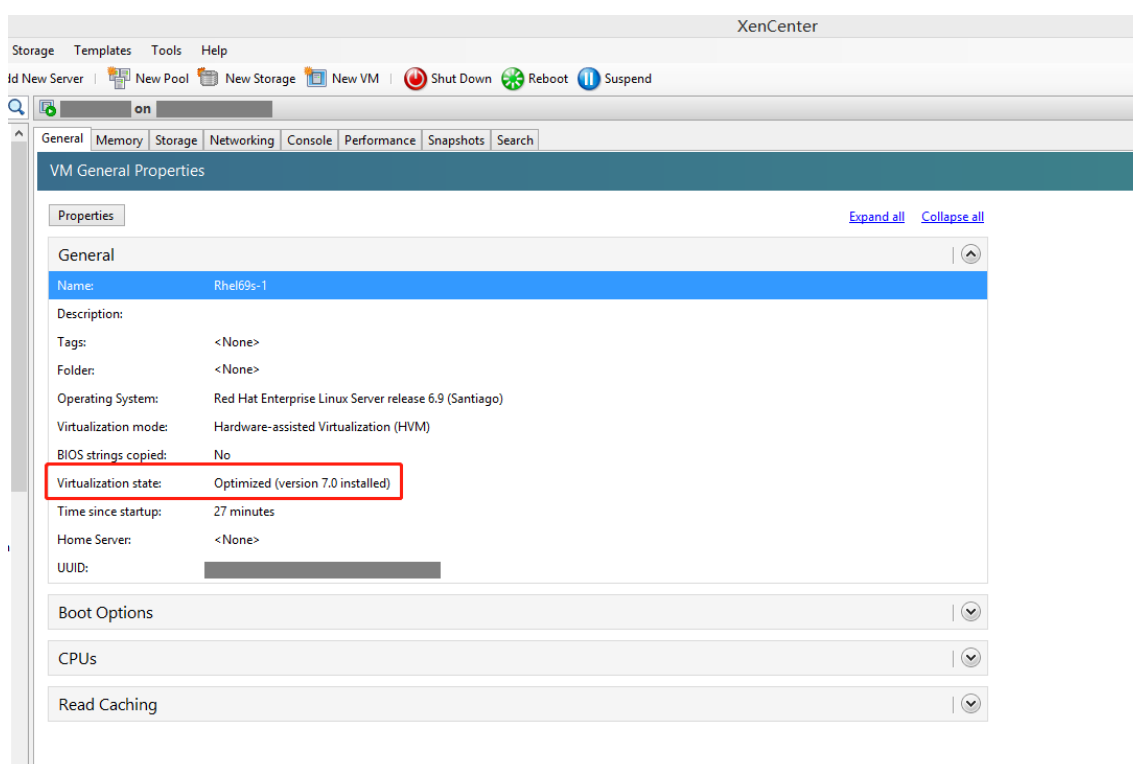 XenCenter
Storage Templates Tools Help
dd New Server New Pool New Storage New VM Shut Down Reboot Suspend
on
General Memory Storage Networking Console Performance Snapshots Search
VM General Properties
Properties Expand all Collapse all
General
Name: Rhel69s-1
Description:
Tags: <None>
Folder: <None>
Operating System: Red Hat Enterprise Linux Server release 6.9 (Santiago)
Virtualization mode: Hardware-assisted Virtualization (HVM)
BIOS strings copied: No
Virtualization state: Optimized (version 7.0 installed)
Time since startup: 27 minutes
Home Server: <None>
UUID:
Boot Options
CPUs
Read Caching